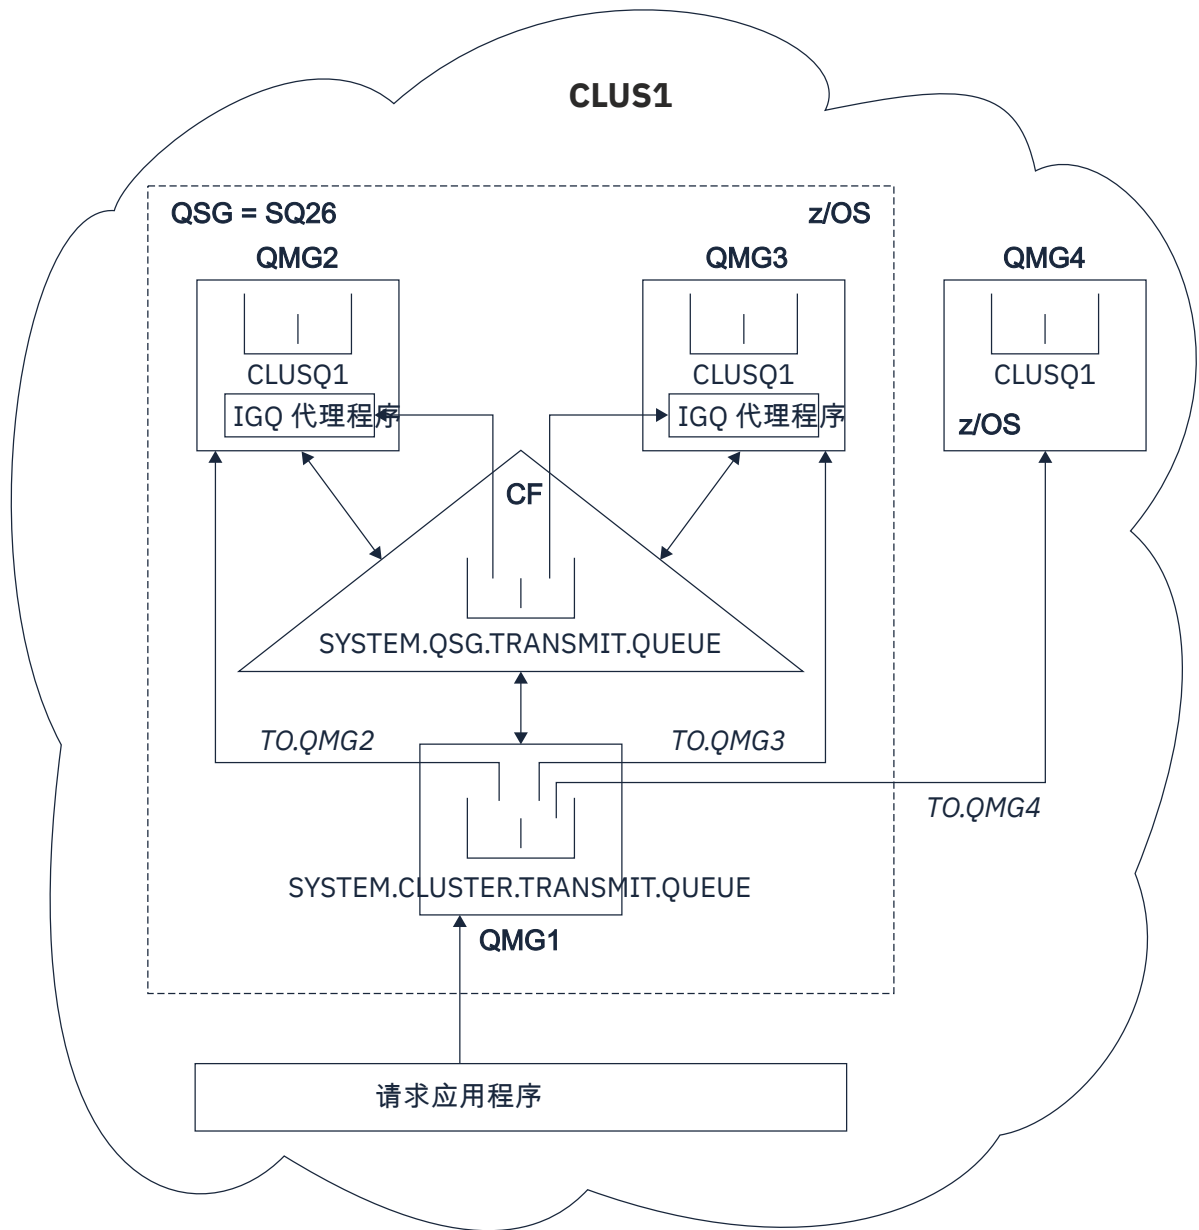 CLUS1
QSG = SQ26
z/OS
QMG2
QMG3
QMG4
CLUSQ1
CLUSQ1
CLUSQ1
IGQ 代理程序
IGQ 代理程序
z/OS
CF
SYSTEM.QSG.TRANSMIT.QUEUE
TO.QMG2
TO.QMG3
TO.QMG4
SYSTEM.CLUSTER.TRANSMIT.QUEUE
QMG1
请求应用程序